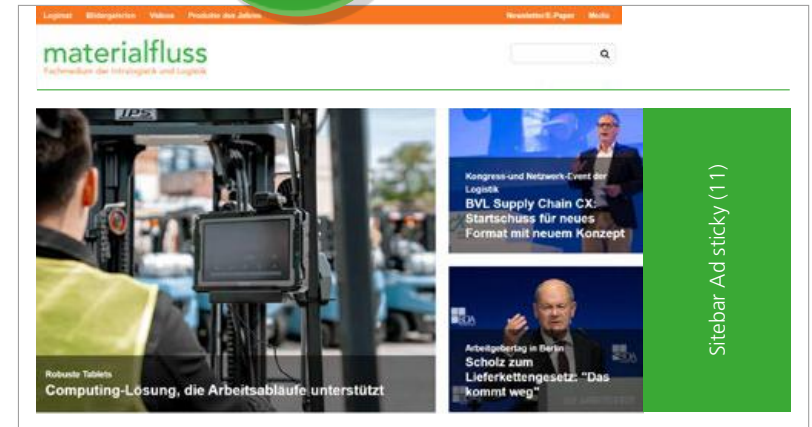 Logimat Bildergalerien Videos Produkte des Jahres Newsletter/E-Paper Media
materialfluss
Fachmedium der Intralogistik und Logistik
JPS
Kongress-und Netzwerk-Event der
Logistik
BVL Supply Chain CX:
Startschuss für neues
Format mit neuem Konzept
Sitebar Ad sticky (11)
BDA
Arbeitgebertag in Berlin
Scholz zum
Lieferkettengesetz: "Das
kommt weg"
Robuste Tablets
Computing-Lösung, die Arbeitsabläufe unterstützt